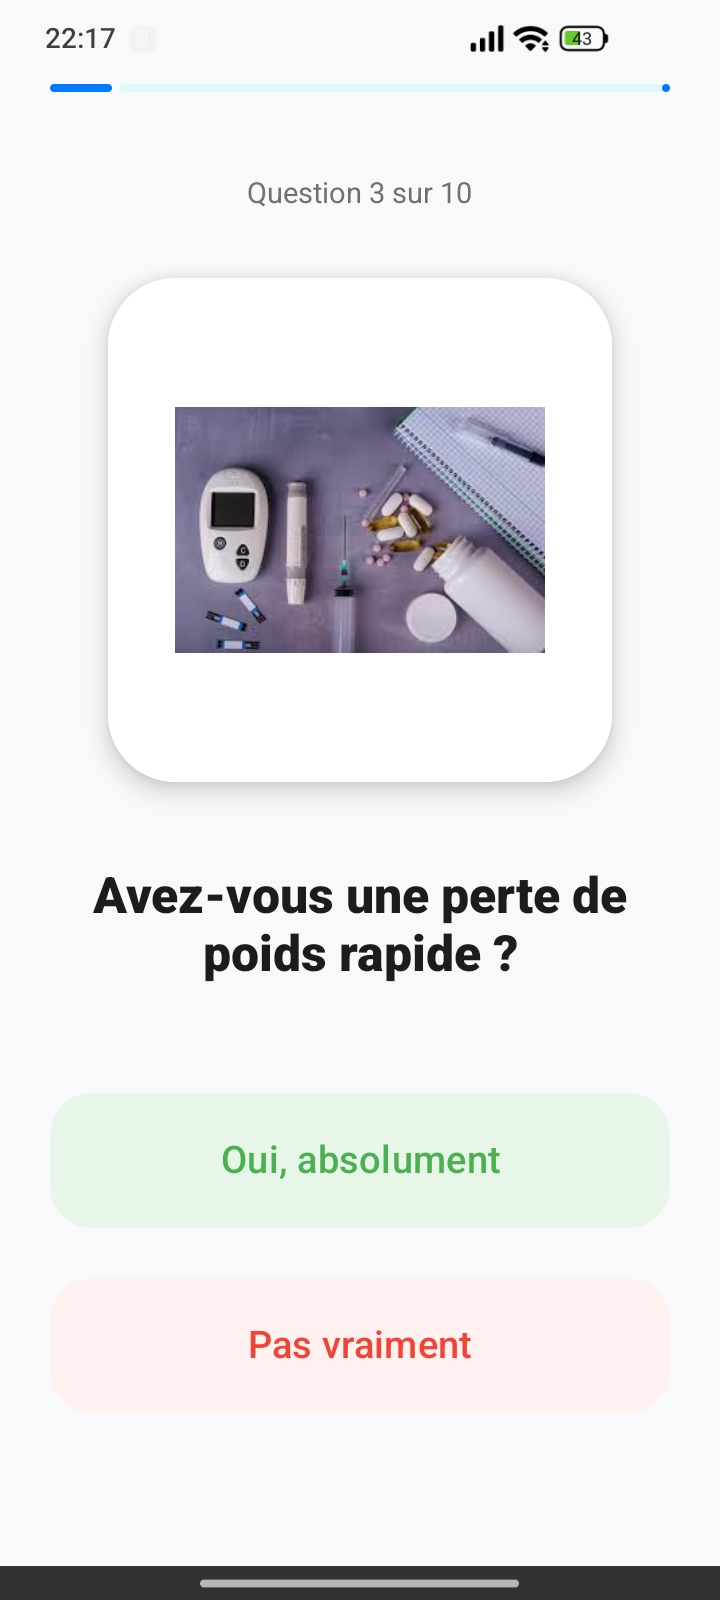 22:17
43
Question 3 sur 10
Avez-vous une perte de
poids rapide ?
Oui, absolument
Pas vraiment